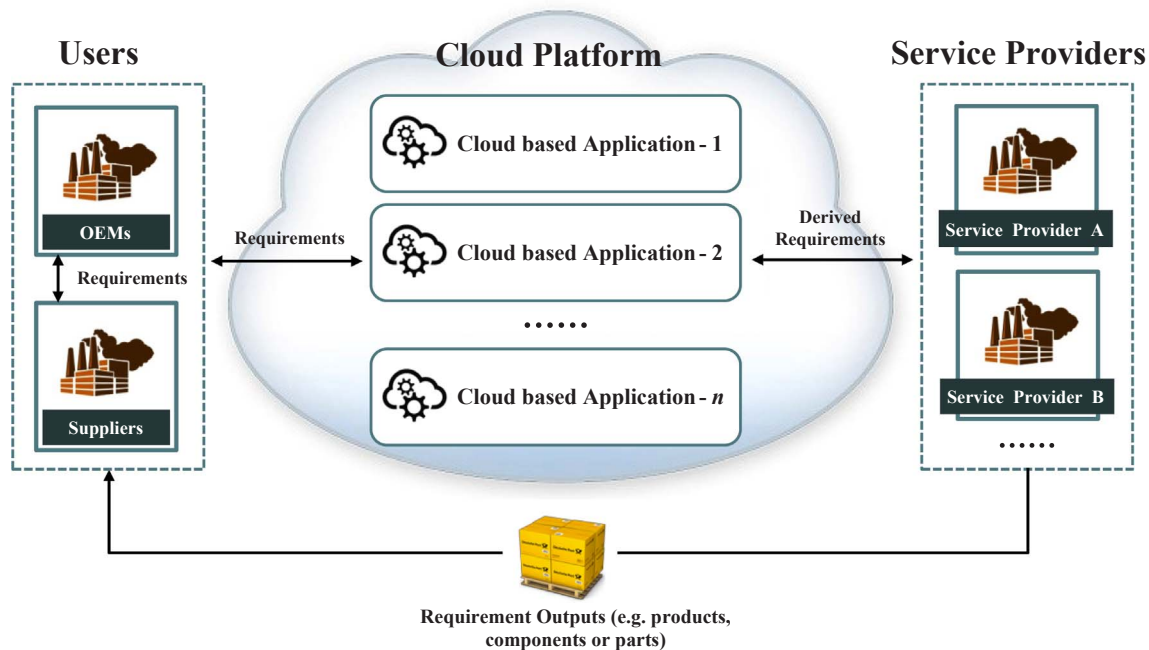 Users
Cloud Platform
Service Providers
OEMs
Requirements
Suppliers
Requirements
Cloud based Application - 1
Cloud based Application - 2
......
Cloud based Application - n
Derived
Requirements
Service Provider A
Service Provider B
......
Requirement Outputs (e.g. products,
components or parts)